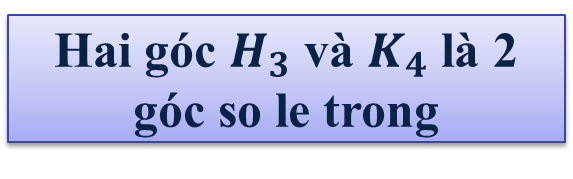 Hai góc H₃ và K₄ là 2
góc so le trong